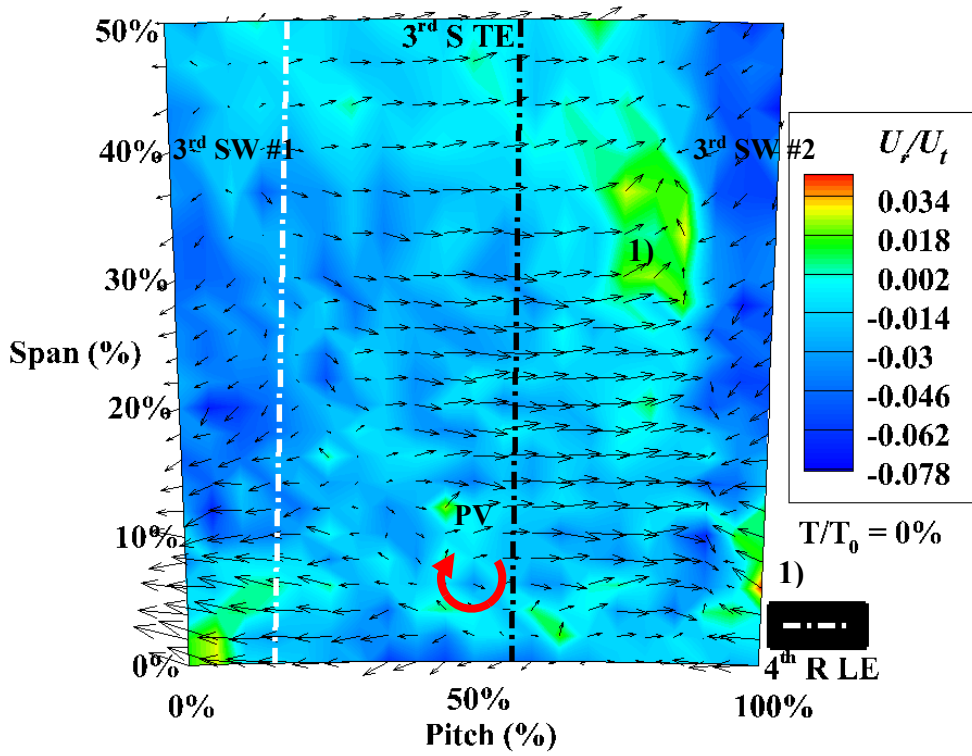 50%
3rd S TE
40%
3rd SW #1
3rd SW #2
Ur/Ut
0.034
0.018
0.002
-0.014
-0.03
-0.046
-0.062
-0.078
1)
30%
Span (%)
20%
PV
10%
T/T0 = 0%
1)
0%
4th R LE
0%
50%
100%
Pitch (%)